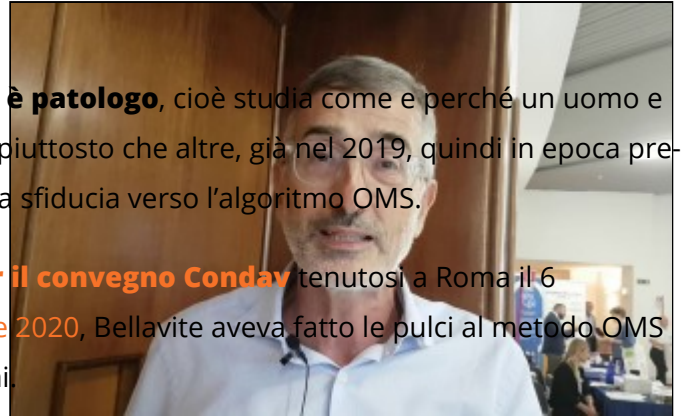 è patologo, cioè studia come e perché un uomo e
piuttosto che altre, già nel 2019, quindi in epoca pre-
a sfiducia verso l’algoritmo OMS.
r il convegno Condav tenutosi a Roma il 6
e 2020, Bellavite aveva fatto le pulci al metodo OMS
i.